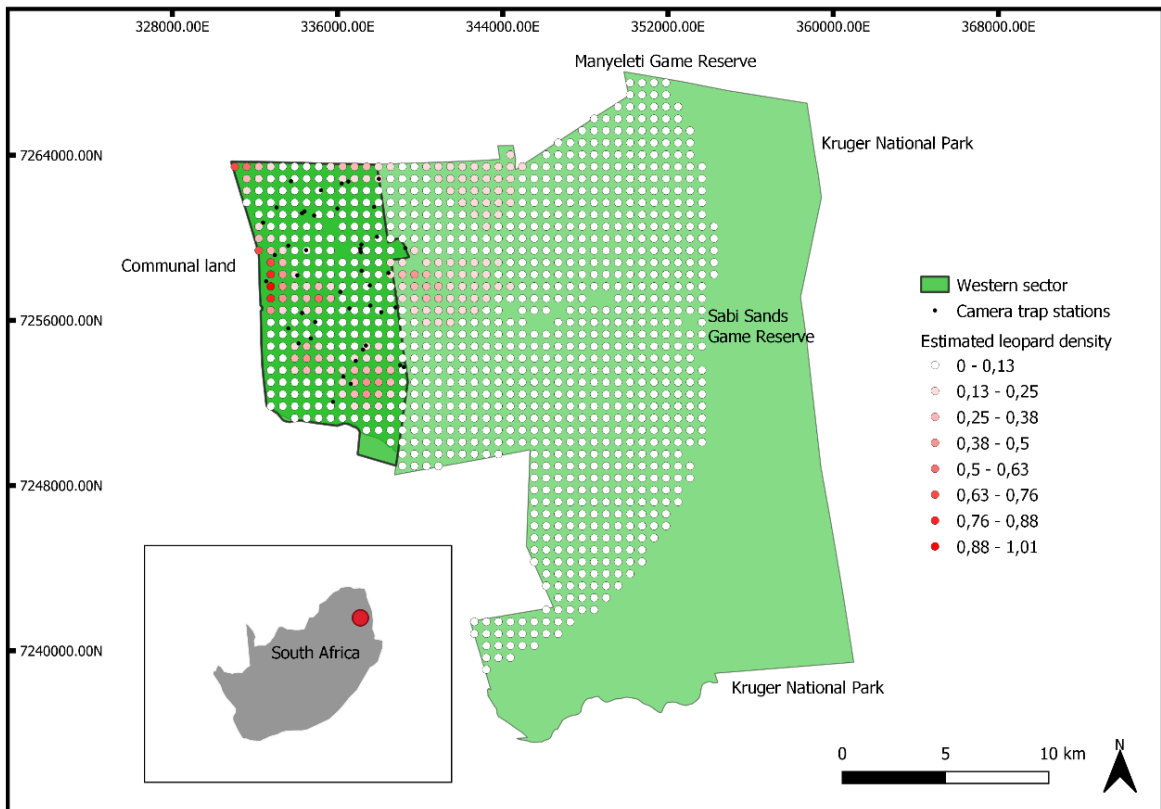 328000.00E
336000.00E
344000.00E
352000.00E
360000.00E
368000.00E
Manyeleti Game Reserve
7264000.00N
Kruger National Park
Communal land
Western sector
Camera trap stations
7256000.00N
Sabi Sands
Game Reserve
Estimated leopard density
0 - 0,13
0,13 - 0,25
0,25 - 0,38
0,38 - 0,5
0,5 - 0,63
0,63 - 0,76
0,76 - 0,88
0,88 - 1,01
7248000.00N
7240000.00N
South Africa
Kruger National Park
0
5
10 km
N